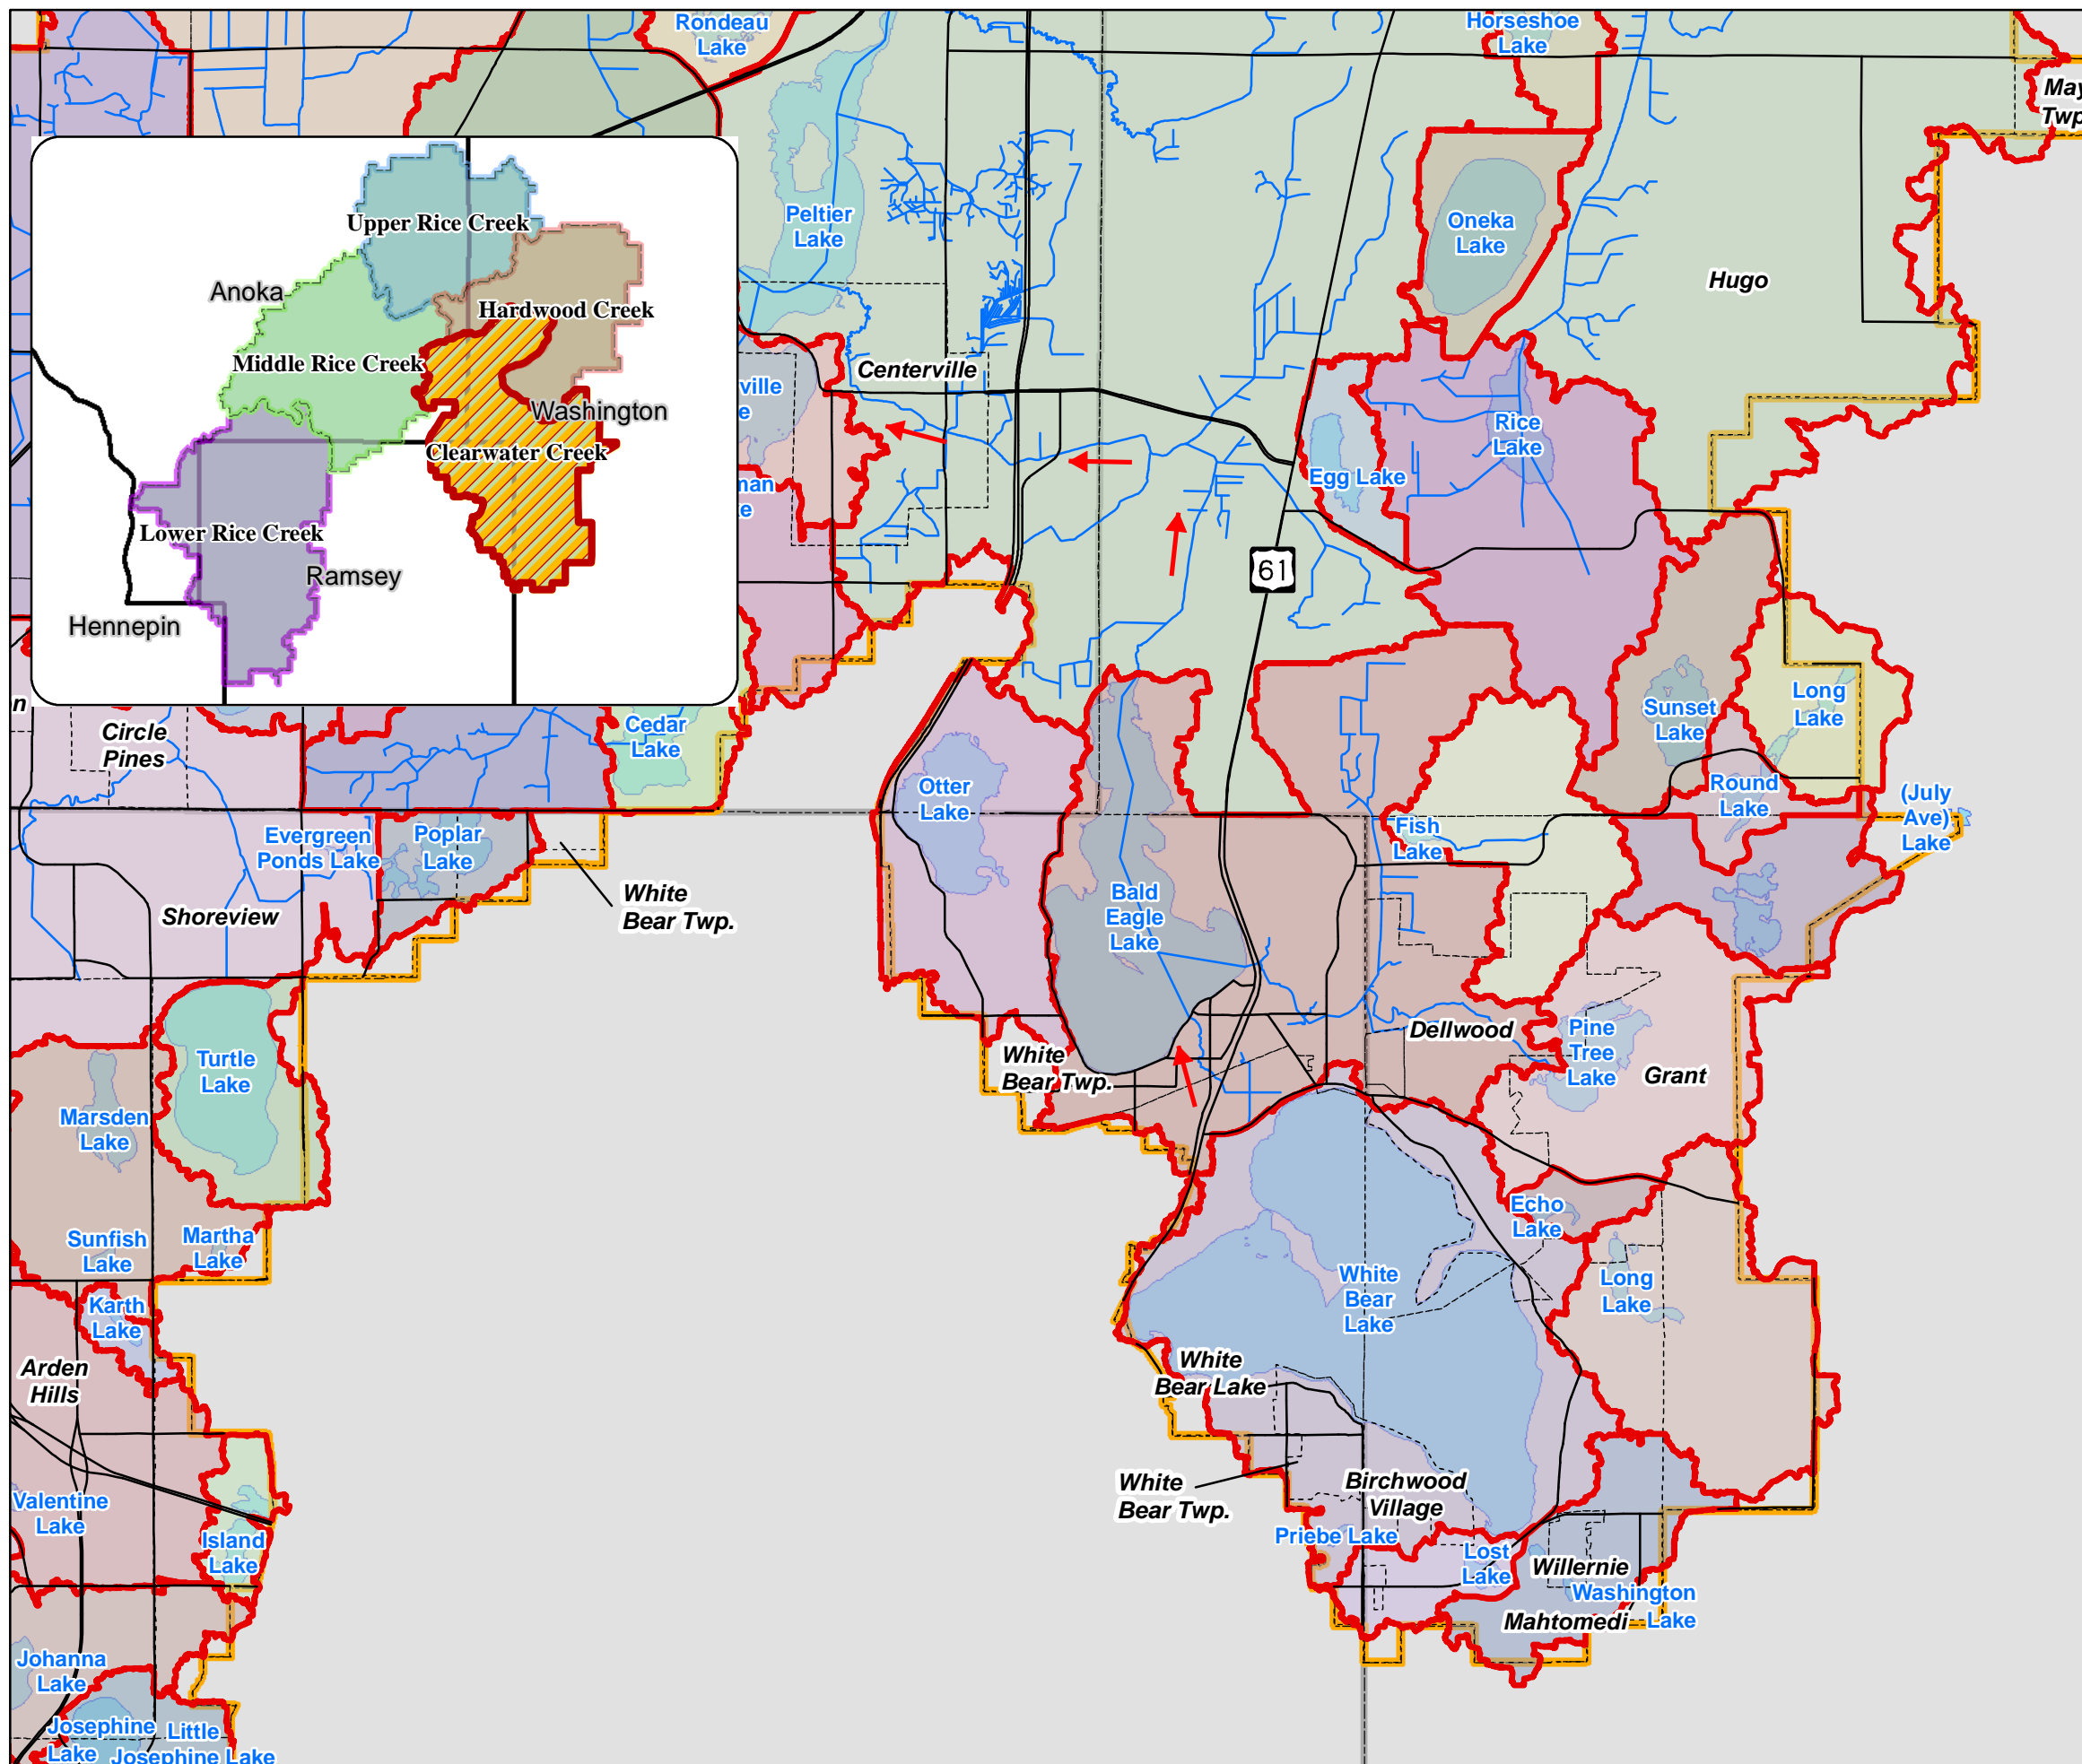 Rondeau
Lake
Horseshoe
Lake
May
Twp
Peltier
Lake
Oneka
Lake
Hugo
Upper Rice Creek
Anoka
Hardwood Creek
Middle Rice Creek
Washington
Clearwater Creek
Lower Rice Creek
Ramsey
Hennepin
Centerville
ville
e
man
e
Rice
Lake
Egg Lake
61
Sunset
Lake
Long
Lake
n
Circle
Pines
Cedar
Lake
Otter
Lake
Round
Lake
(July
Ave)
Lake
Fish
Lake
Evergreen
Ponds Lake
Poplar
Lake
White
Bear Twp.
Shoreview
Bald
Eagle
Lake
Dellwood
Pine
Tree
Lake
Grant
White
Bear Twp.
Turtle
Lake
Marsden
Lake
Sunfish
Lake
Martha
Lake
Echo
Lake
Long
Lake
White
Bear
Lake
Karth
Lake
Arden
Hills
White
Bear Lake
White
Bear Twp.
Birchwood
Village
Priebe Lake
Lost
Lake
Willernie
Washington
Lake
Mahtomedi
Valentine
Lake
Island
Lake
Johanna
Lake
Josephine
Lake
Little
Josephine Lake